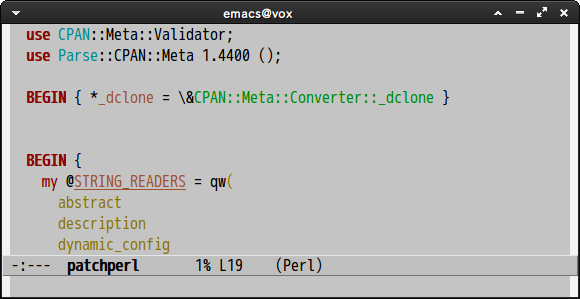 emacs@vox
use CPAN::Meta::Validator;
use Parse::CPAN::Meta 1.4400 ();
BEGIN { *_dclone = \&CPAN::Meta::Converter::_dclone }
BEGIN {
my @STRING_READERS = qw(
abstract
description
dynamic_config
-:--- patchperl 1% L19 (Perl)